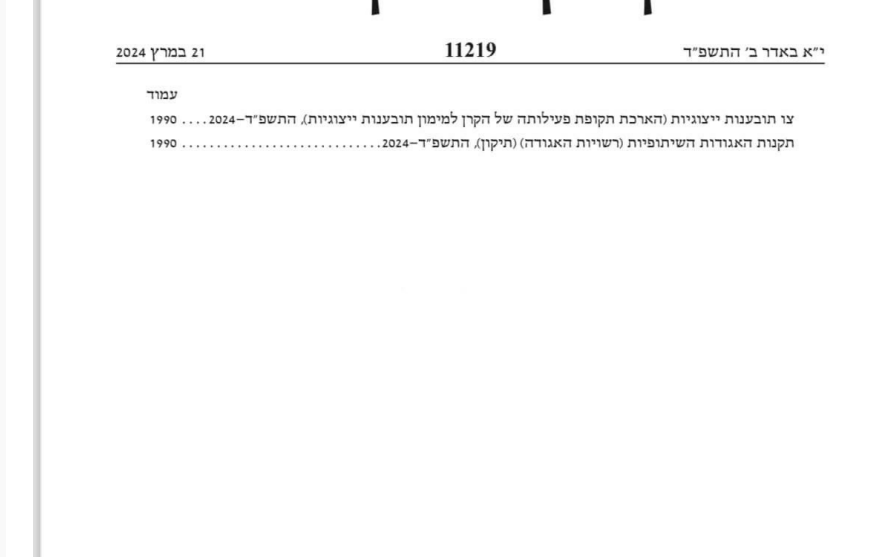 י"א באדר ב' התשפ"ד 11219 21 במרץ 2024
עמוד
צו תובענות ייצוגיות (הארכת תקופת פעילותה של הקרן למימון תובענות ייצוגיות), התשפ"ד–2024.... 1990
תקנות האגודות השיתופיות (רשויות האגודה) (תיקון), התשפ"ד–2024............................. 1990